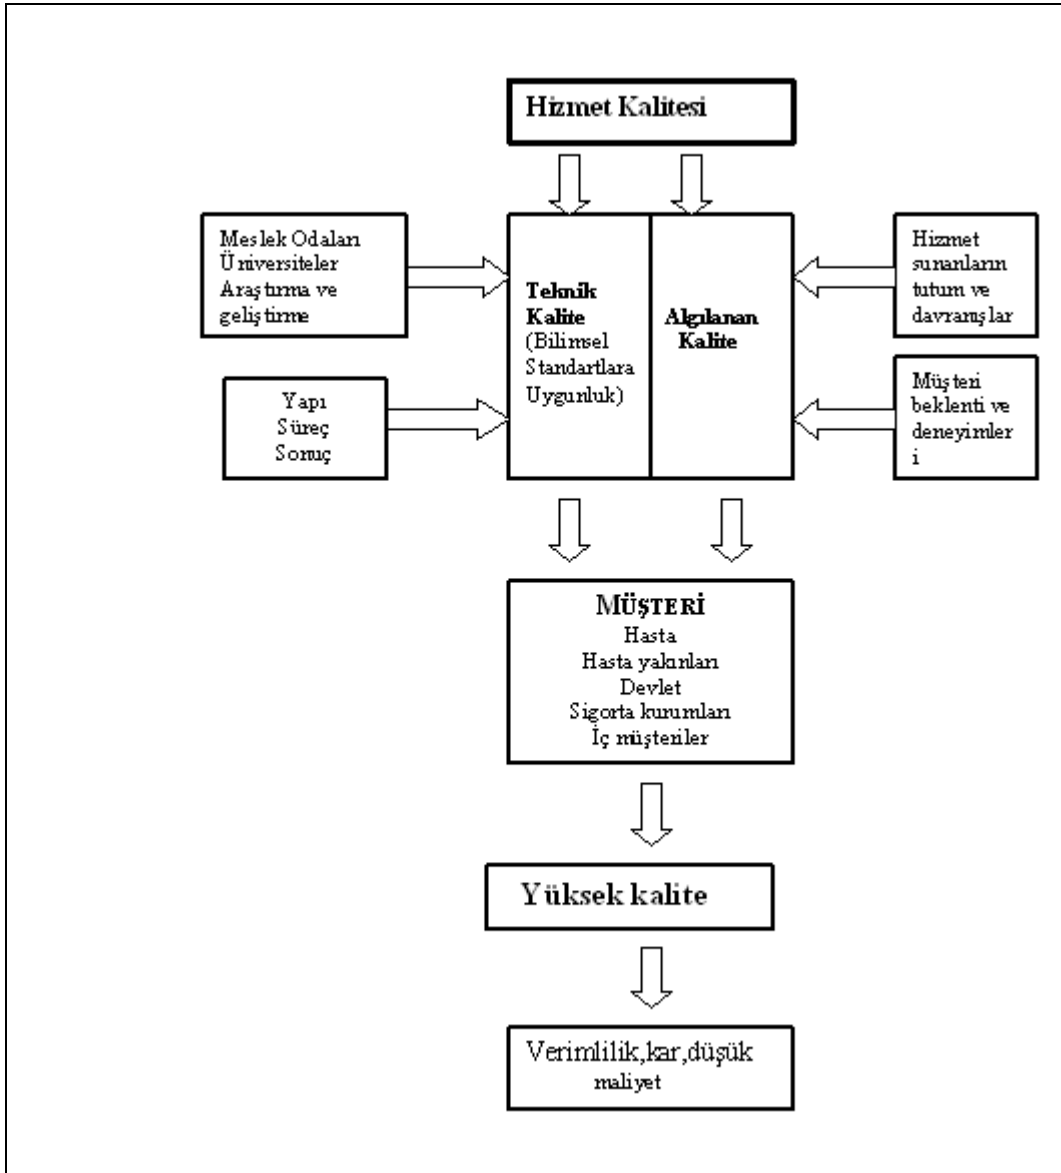 Hizmet Kalitesi
Meslek Odaları
Üniversiteler
Araştırma ve
geliştirme
Yapı
Süreç
Sonuç
Teknik
Kalite
(Bilimsel
Standartlara
Uygunluk)
Algılanan
Kalite
Hizmet
sunanların
tutum ve
davranışlar
Müşteri
beklenti ve
deneyimler
i
MÜŞTERİ
Hasta
Hasta yakınları
Devlet
Sigorta kurumları
İç müşteriler
Yüksek kalite
Verimlilik,kar,düşük
maliyet